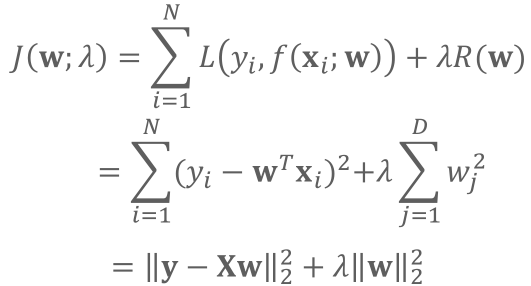 J(𝐰; λ) = ∑_{i=1}^{N} L(y_i, f(𝐱_i; 𝐰)) + λR(𝐰)
= ∑_{i=1}^{N} (y_i − 𝐰^T 𝐱_i)^2 + λ ∑_{j=1}^{D} w_j^2
= ‖𝐲 − 𝐗𝐰‖_2^2 + λ‖𝐰‖_2^2